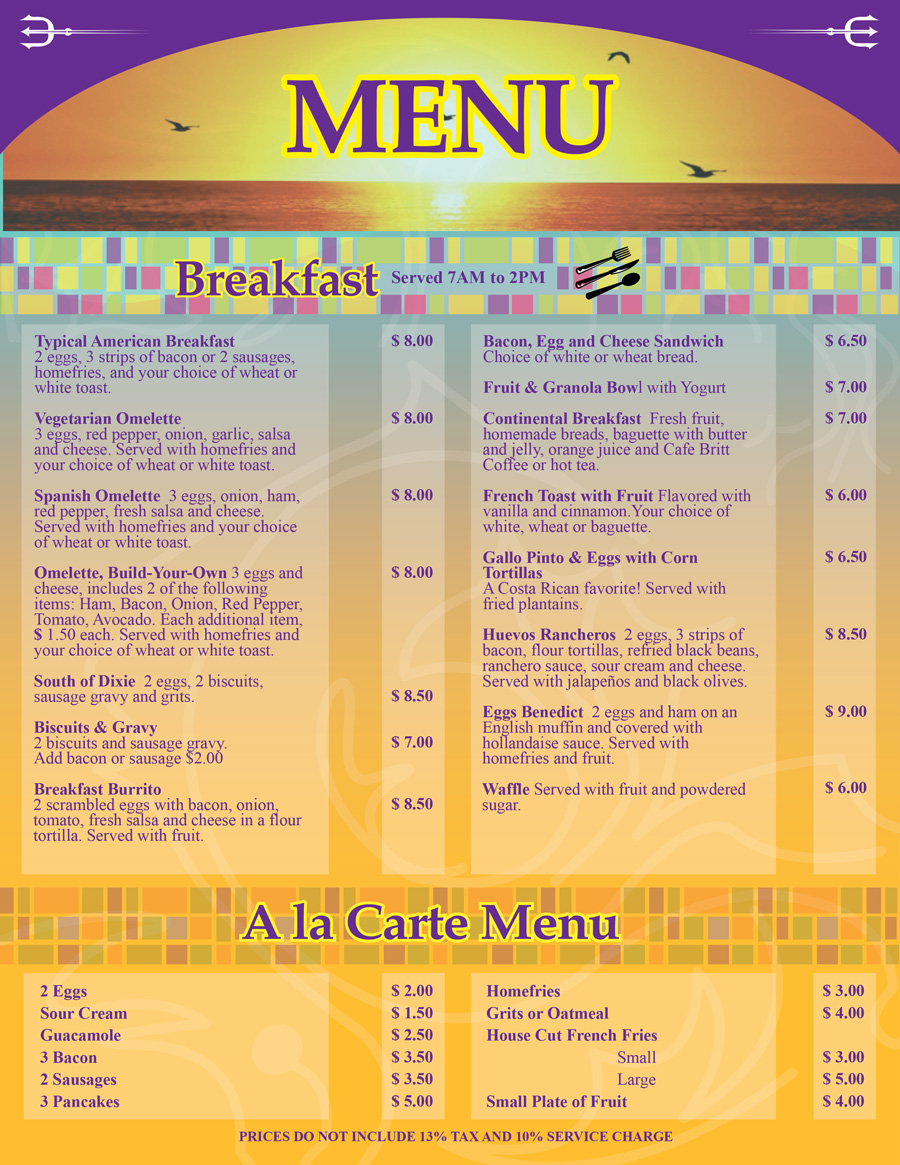 MENU
Breakfast Served 7AM to 2PM
Typical American Breakfast $ 8.00
2 eggs, 3 strips of bacon or 2 sausages,
homefries, and your choice of wheat or
white toast.
Vegetarian Omelette $ 8.00
3 eggs, red pepper, onion, garlic, salsa
and cheese. Served with homefries and
your choice of wheat or white toast.
Spanish Omelette 3 eggs, onion, ham, $ 8.00
red pepper, fresh salsa and cheese.
Served with homefries and your choice
of wheat or white toast.
Omelette, Build-Your-Own 3 eggs and $ 8.00
cheese, includes 2 of the following
items: Ham, Bacon, Onion, Red Pepper,
Tomato, Avocado. Each additional item,
$ 1.50 each. Served with homefries and
your choice of wheat or white toast.
South of Dixie 2 eggs, 2 biscuits,
sausage gravy and grits. $ 8.50
Biscuits & Gravy
2 biscuits and sausage gravy. $ 7.00
Add bacon or sausage $2.00
Breakfast Burrito
2 scrambled eggs with bacon, onion, $ 8.50
tomato, fresh salsa and cheese in a flour
tortilla. Served with fruit.
Bacon, Egg and Cheese Sandwich $ 6.50
Choice of white or wheat bread.
Fruit & Granola Bowl with Yogurt $ 7.00
Continental Breakfast Fresh fruit, $ 7.00
homemade breads, baguette with butter
and jelly, orange juice and Cafe Britt
Coffee or hot tea.
French Toast with Fruit Flavored with $ 6.00
vanilla and cinnamon.Your choice of
white, wheat or baguette.
Gallo Pinto & Eggs with Corn $ 6.50
Tortillas
A Costa Rican favorite! Served with
fried plantains.
Huevos Rancheros 2 eggs, 3 strips of $ 8.50
bacon, flour tortillas, refried black beans,
ranchero sauce, sour cream and cheese.
Served with jalapeños and black olives.
Eggs Benedict 2 eggs and ham on an $ 9.00
English muffin and covered with
hollandaise sauce. Served with
homefries and fruit.
Waffle Served with fruit and powdered $ 6.00
sugar.
A la Carte Menu
2 Eggs $ 2.00
Sour Cream $ 1.50
Guacamole $ 2.50
3 Bacon $ 3.50
2 Sausages $ 3.50
3 Pancakes $ 5.00
Homefries $ 3.00
Grits or Oatmeal $ 4.00
House Cut French Fries
Small $ 3.00
Large $ 5.00
Small Plate of Fruit $ 4.00
PRICES DO NOT INCLUDE 13% TAX AND 10% SERVICE CHARGE